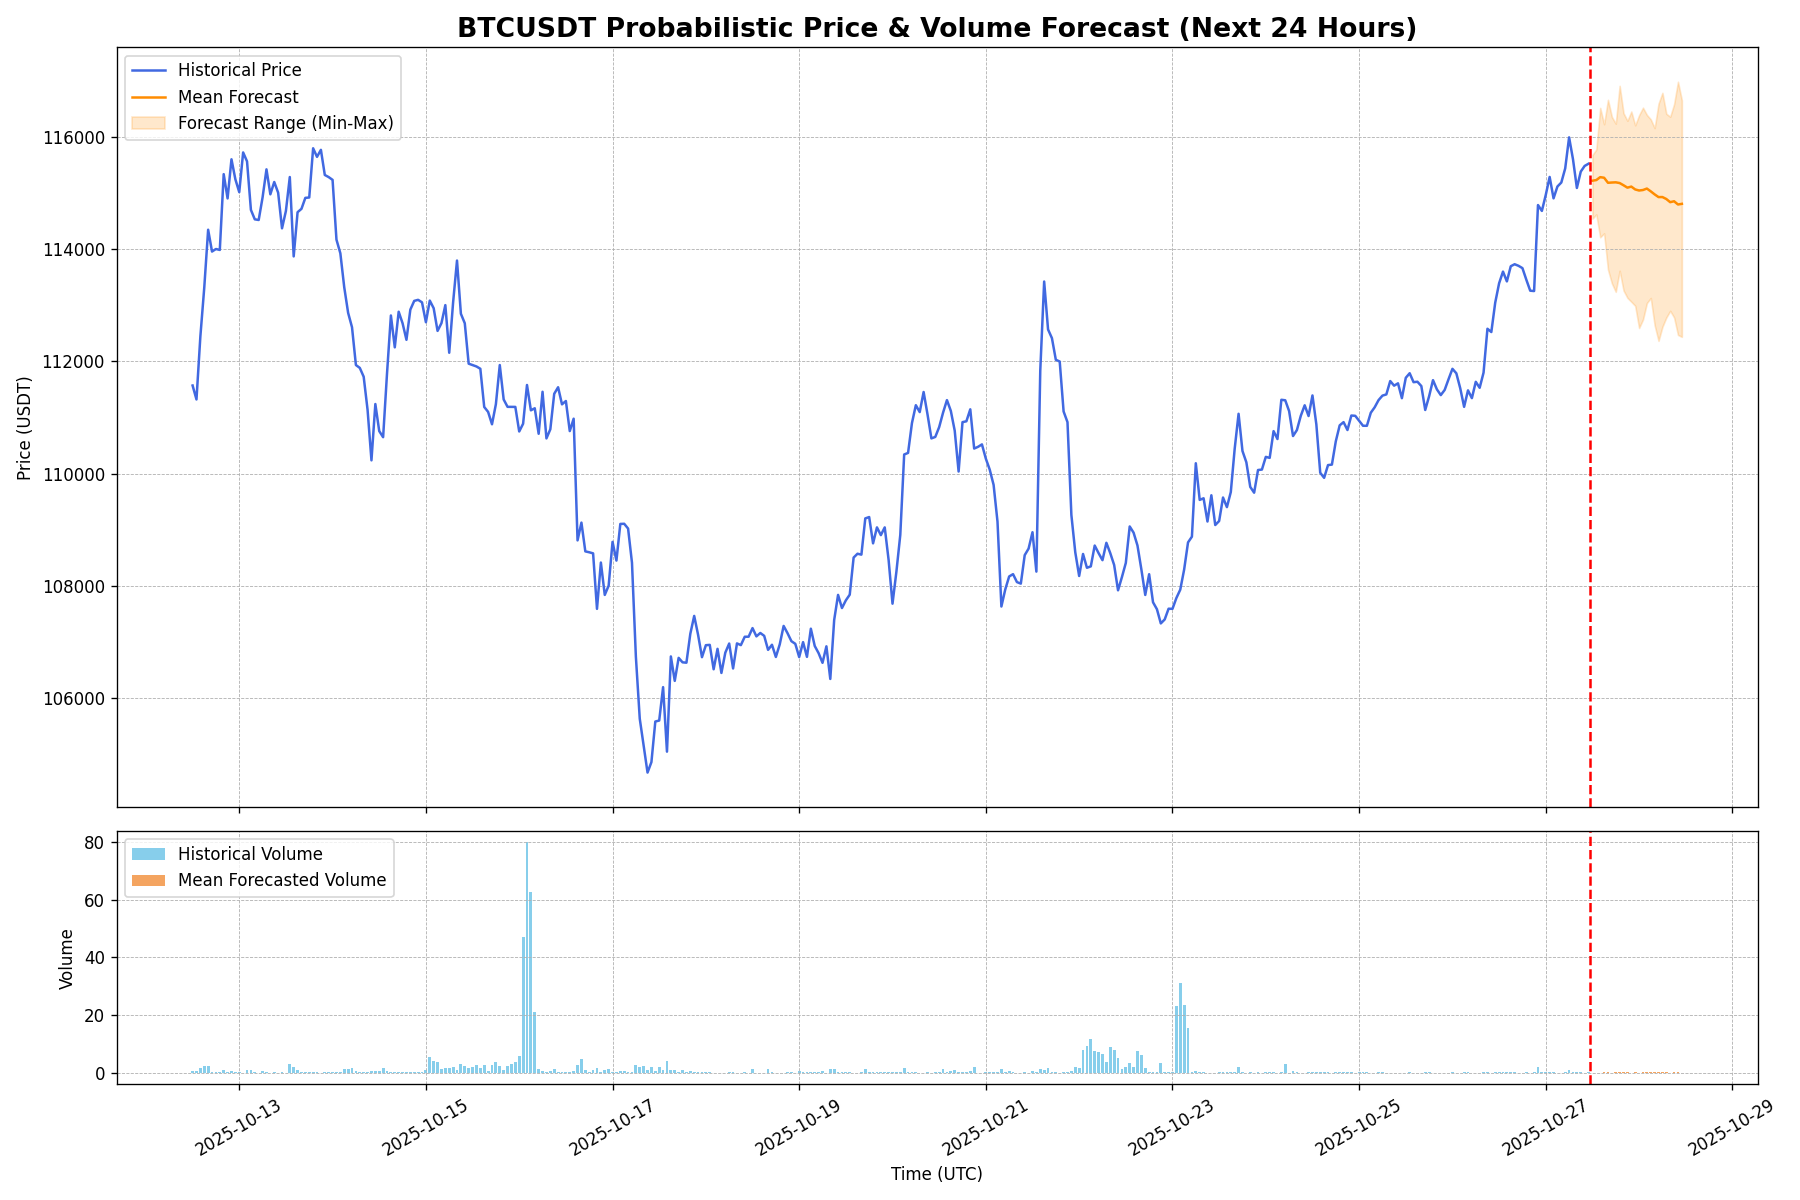 BTCUSDT Probabilistic Price & Volume Forecast (Next 24 Hours)
Historical Price
Mean Forecast
Forecast Range (Min-Max)
Price (USDT)
116000
114000
112000
110000
108000
106000
Historical Volume
Mean Forecasted Volume
Volume
80
60
40
20
0
2025-10-13
2025-10-15
2025-10-17
2025-10-19
2025-10-21
2025-10-23
2025-10-25
2025-10-27
2025-10-29
Time (UTC)